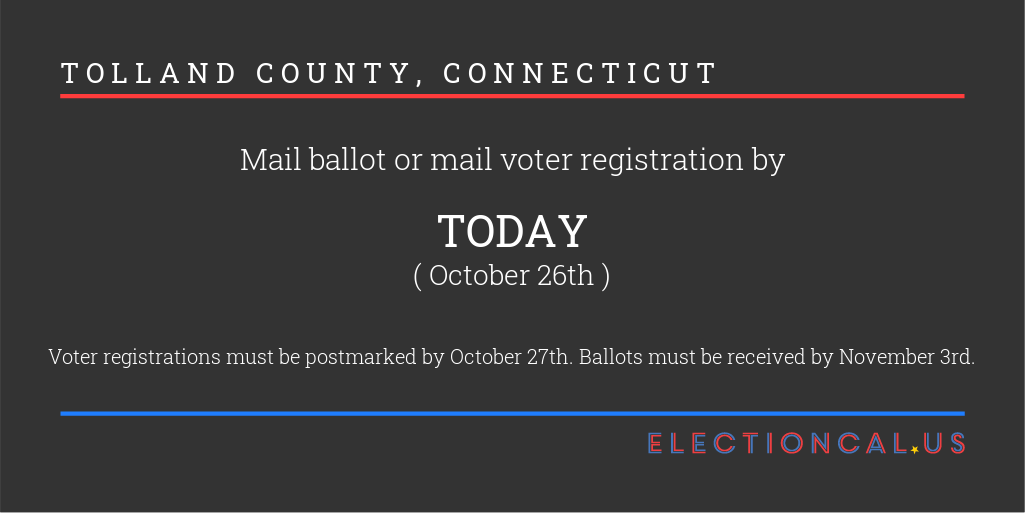 TOLLAND COUNTY, CONNECTICUT
Mail ballot or mail voter registration by
TODAY
( October 26th )
Voter registrations must be postmarked by October 27th. Ballots must be received by November 3rd.
ELECTIONCAL.US